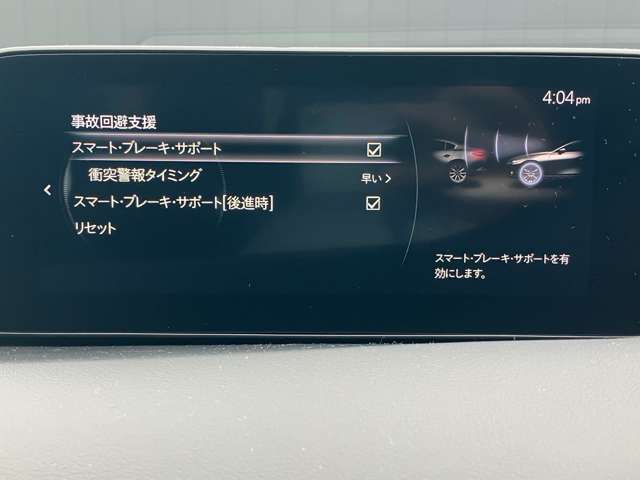 4:04pm
事故回避支援
スマート・ブレーキ・サポート
衝突警報タイミング 早い
スマート・ブレーキ・サポート[後進時]
リセット
スマート・ブレーキ・サポートを有
効にします。